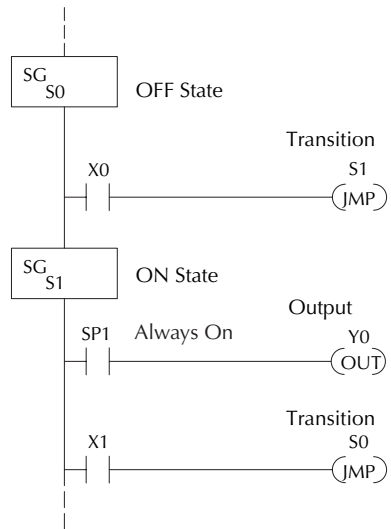 SG
S0
OFF State
Transition
X0
S1
JMP
SG
S1
ON State
Output
SP1
Always On
Y0
OUT
Transition
X1
S0
JMP